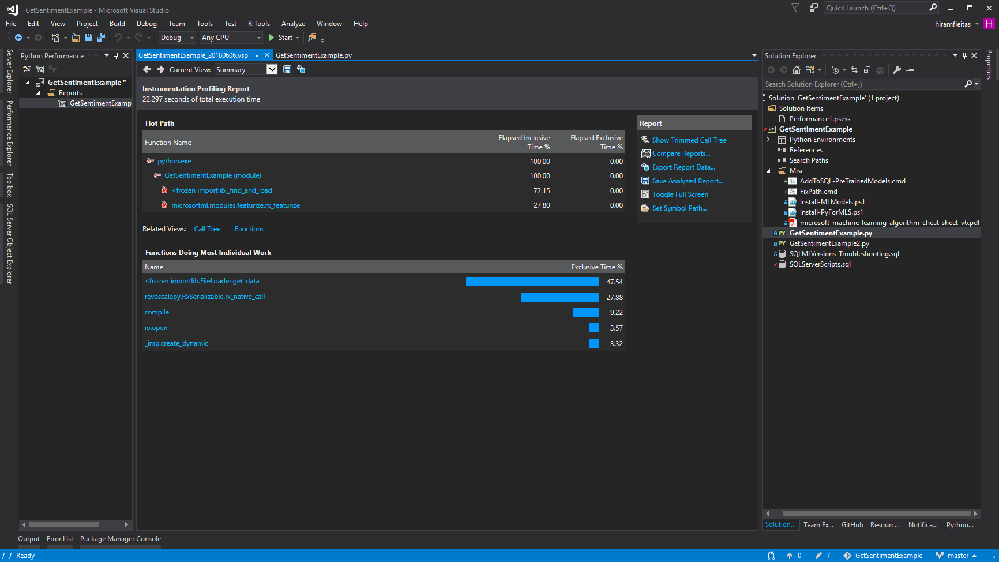 GetSentimentExample - Microsoft Visual Studio
Quick Launch (Ctrl+Q)
File Edit View Project Build Debug Team Tools Test R Tools Analyze Window Help
hiramfleitas H
Debug Any CPU Start
Server Explorer
Performance Explorer
Toolbox
SQL Server Object Explorer
Python Performance
GetSentimentExample *
Reports
GetSentimentExamp
GetSentimentExample_20180606.vsp GetSentimentExample.py
Current View: Summary
Instrumentation Profiling Report
22.297 seconds of total execution time
Hot Path
Function Name Elapsed Inclusive Time % Elapsed Exclusive Time %
python.exe 100.00 0.00
GetSentimentExample (module) 100.00 0.00
<frozen importlib._find_and_load 72.15 0.00
microsoftml.modules.featurize.rx_featurize 27.80 0.00
Related Views: Call Tree Functions
Functions Doing Most Individual Work
Name Exclusive Time %
<frozen importlib.FileLoader.get_data 47.54
revoscalepy.RxSerializable.rx_native_call 27.88
compile 9.22
io.open 3.57
_imp.create_dynamic 3.32
Report
Show Trimmed Call Tree
Compare Reports...
Export Report Data...
Save Analyzed Report...
Toggle Full Screen
Set Symbol Path...
Solution Explorer
Search Solution Explorer (Ctrl+;)
Solution 'GetSentimentExample' (1 project)
Solution Items
Performance1.psess
PY GetSentimentExample
Python Environments
References
Search Paths
Misc
AddToSQL-PreTrainedModels.cmd
FixPath.cmd
Install-MLModels.ps1
Install-PyForMLS.ps1
microsoft-machine-learning-algorithm-cheat-sheet-v6.pdf
PY GetSentimentExample.py
PY GetSentimentExample2.py
SQLMLVersions-Troubleshooting.sql
SQLServerScripts.sql
Solution... Team Ex... GitHub Resourc... Notifica... Python...
Properties
Output Error List Package Manager Console
Ready 0 7 GetSentimentExample master